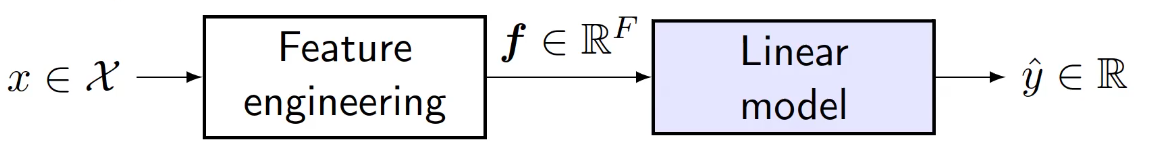 x ∈ 𝒳
Feature
engineering
𝒇 ∈ ℝ^F
Linear
model
ŷ ∈ ℝ